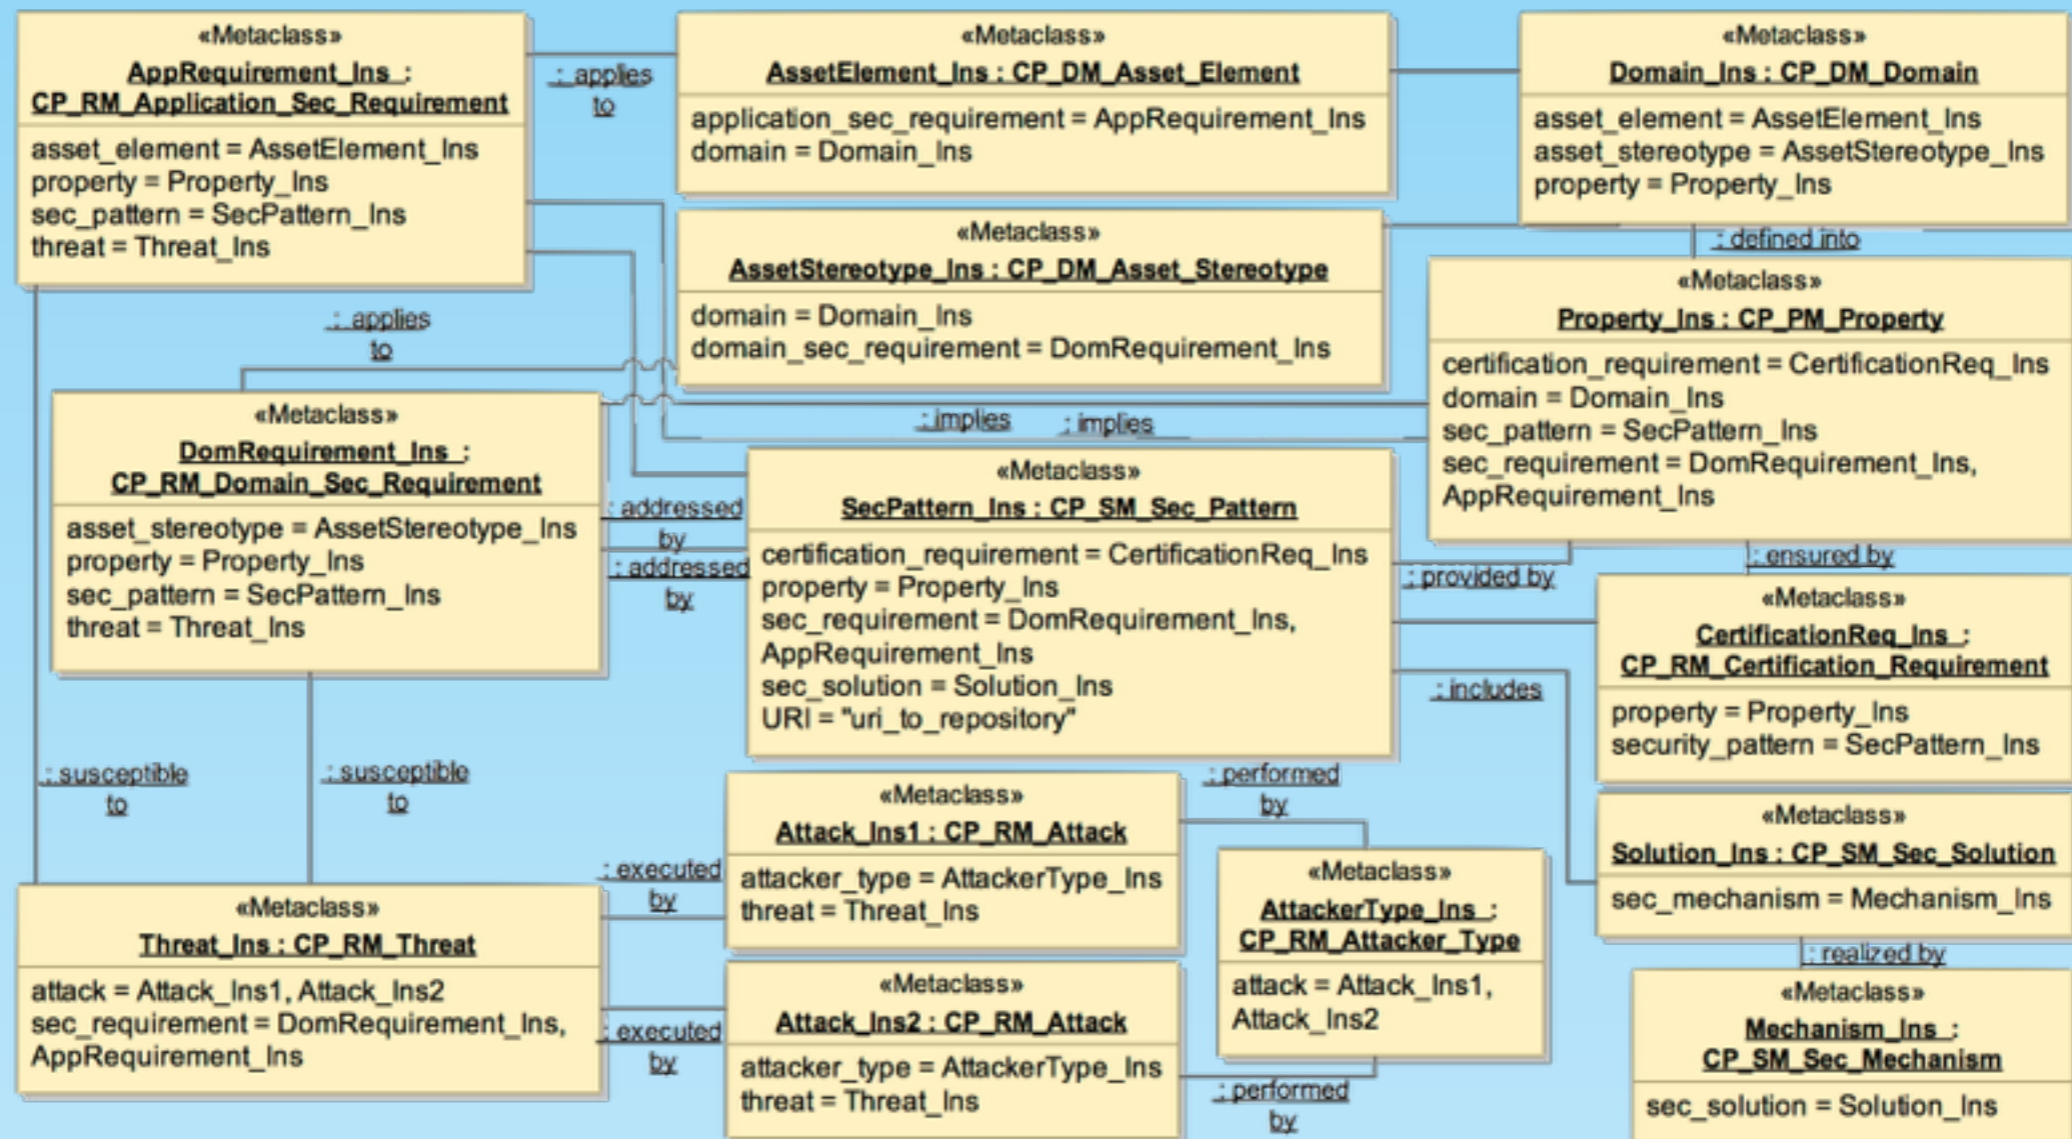 «Metaclass»
AppRequirement_Ins :
CP_RM_Application_Sec_Requirement
asset_element = AssetElement_Ins
property = Property_Ins
sec_pattern = SecPattern_Ins
threat = Threat_Ins
: applies
to
«Metaclass»
AssetElement_Ins : CP_DM_Asset_Element
application_sec_requirement = AppRequirement_Ins
domain = Domain_Ins
«Metaclass»
Domain_Ins : CP_DM_Domain
asset_element = AssetElement_Ins
asset_stereotype = AssetStereotype_Ins
property = Property_Ins
: defined into
«Metaclass»
AssetStereotype_Ins : CP_DM_Asset_Stereotype
domain = Domain_Ins
domain_sec_requirement = DomRequirement_Ins
: applies
to
«Metaclass»
Property_Ins : CP_PM_Property
certification_requirement = CertificationReq_Ins
domain = Domain_Ins
sec_pattern = SecPattern_Ins
sec_requirement = DomRequirement_Ins,
AppRequirement_Ins
: implies
: implies
«Metaclass»
DomRequirement_Ins :
CP_RM_Domain_Sec_Requirement
asset_stereotype = AssetStereotype_Ins
property = Property_Ins
sec_pattern = SecPattern_Ins
threat = Threat_Ins
: addressed
by
: addressed
by
«Metaclass»
SecPattern_Ins : CP_SM_Sec_Pattern
certification_requirement = CertificationReq_Ins
property = Property_Ins
sec_requirement = DomRequirement_Ins,
AppRequirement_Ins
sec_solution = Solution_Ins
URI = "uri_to_repository"
: provided by
: ensured by
«Metaclass»
CertificationReq_Ins :
CP_RM_Certification_Requirement
property = Property_Ins
security_pattern = SecPattern_Ins
: includes
: susceptible
to
: susceptible
to
«Metaclass»
Attack_Ins1 : CP_RM_Attack
attacker_type = AttackerType_Ins
threat = Threat_Ins
: performed
by
«Metaclass»
Solution_Ins : CP_SM_Sec_Solution
sec_mechanism = Mechanism_Ins
: executed
by
«Metaclass»
AttackerType_Ins :
CP_RM_Attacker_Type
attack = Attack_Ins1,
Attack_Ins2
«Metaclass»
Threat_Ins : CP_RM_Threat
attack = Attack_Ins1, Attack_Ins2
sec_requirement = DomRequirement_Ins,
AppRequirement_Ins
: executed
by
«Metaclass»
Attack_Ins2 : CP_RM_Attack
attacker_type = AttackerType_Ins
threat = Threat_Ins
: performed
by
: realized by
«Metaclass»
Mechanism_Ins :
CP_SM_Sec_Mechanism
sec_solution = Solution_Ins